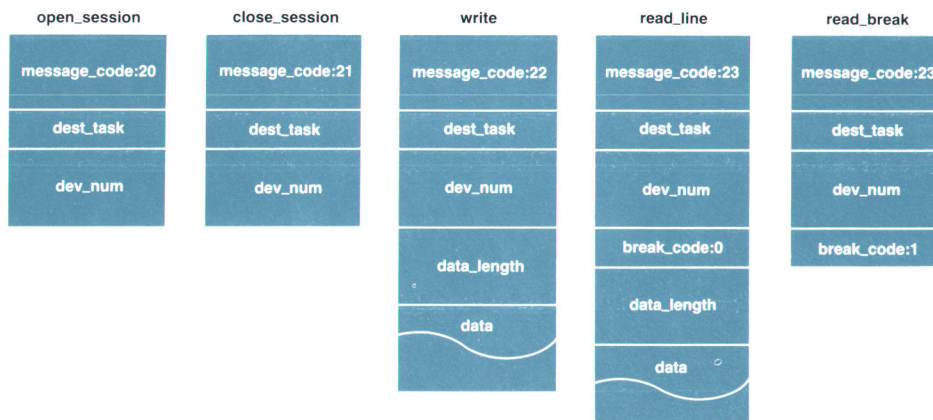 open_session
message_code:20
dest_task
dev_num
close_session
message_code:21
dest_task
dev_num
write
message_code:22
dest_task
dev_num
data_length
data
read_line
message_code:23
dest_task
dev_num
break_code:0
data_length
data
read_break
message_code:23
dest_task
dev_num
break_code:1